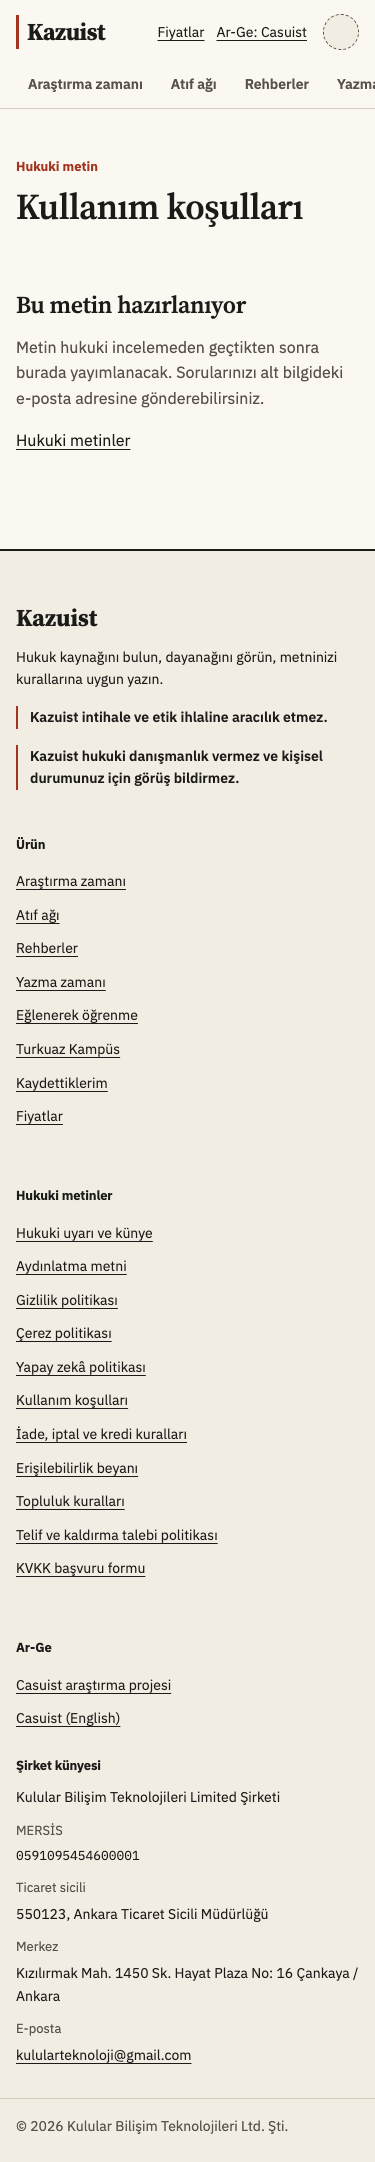 Kazuist
Fiyatlar Ar-Ge: Casuist
Araştırma zamanı Atıf ağı Rehberler Yazma
Hukuki metin
Kullanım koşulları
Bu metin hazırlanıyor
Metin hukuki incelemeden geçtikten sonra
burada yayımlanacak. Sorularınızı alt bilgideki
e-posta adresine gönderebilirsiniz.
Hukuki metinler
Kazuist
Hukuk kaynağını bulun, dayanağını görün, metninizi
kurallarına uygun yazın.
Kazuist intihale ve etik ihlaline aracılık etmez.
Kazuist hukuki danışmanlık vermez ve kişisel
durumunuz için görüş bildirmez.
Ürün
Araştırma zamanı
Atıf ağı
Rehberler
Yazma zamanı
Eğlenerek öğrenme
Turkuaz Kampüs
Kaydettiklerim
Fiyatlar
Hukuki metinler
Hukuki uyarı ve künye
Aydınlatma metni
Gizlilik politikası
Çerez politikası
Yapay zekâ politikası
Kullanım koşulları
İade, iptal ve kredi kuralları
Erişilebilirlik beyanı
Topluluk kuralları
Telif ve kaldırma talebi politikası
KVKK başvuru formu
Ar-Ge
Casuist araştırma projesi
Casuist (English)
Şirket künyesi
Kulular Bilişim Teknolojileri Limited Şirketi
MERSİS
0591095454600001
Ticaret sicili
550123, Ankara Ticaret Sicili Müdürlüğü
Merkez
Kızılırmak Mah. 1450 Sk. Hayat Plaza No: 16 Çankaya /
Ankara
E-posta
kulularteknoloji@gmail.com
© 2026 Kulular Bilişim Teknolojileri Ltd. Şti.